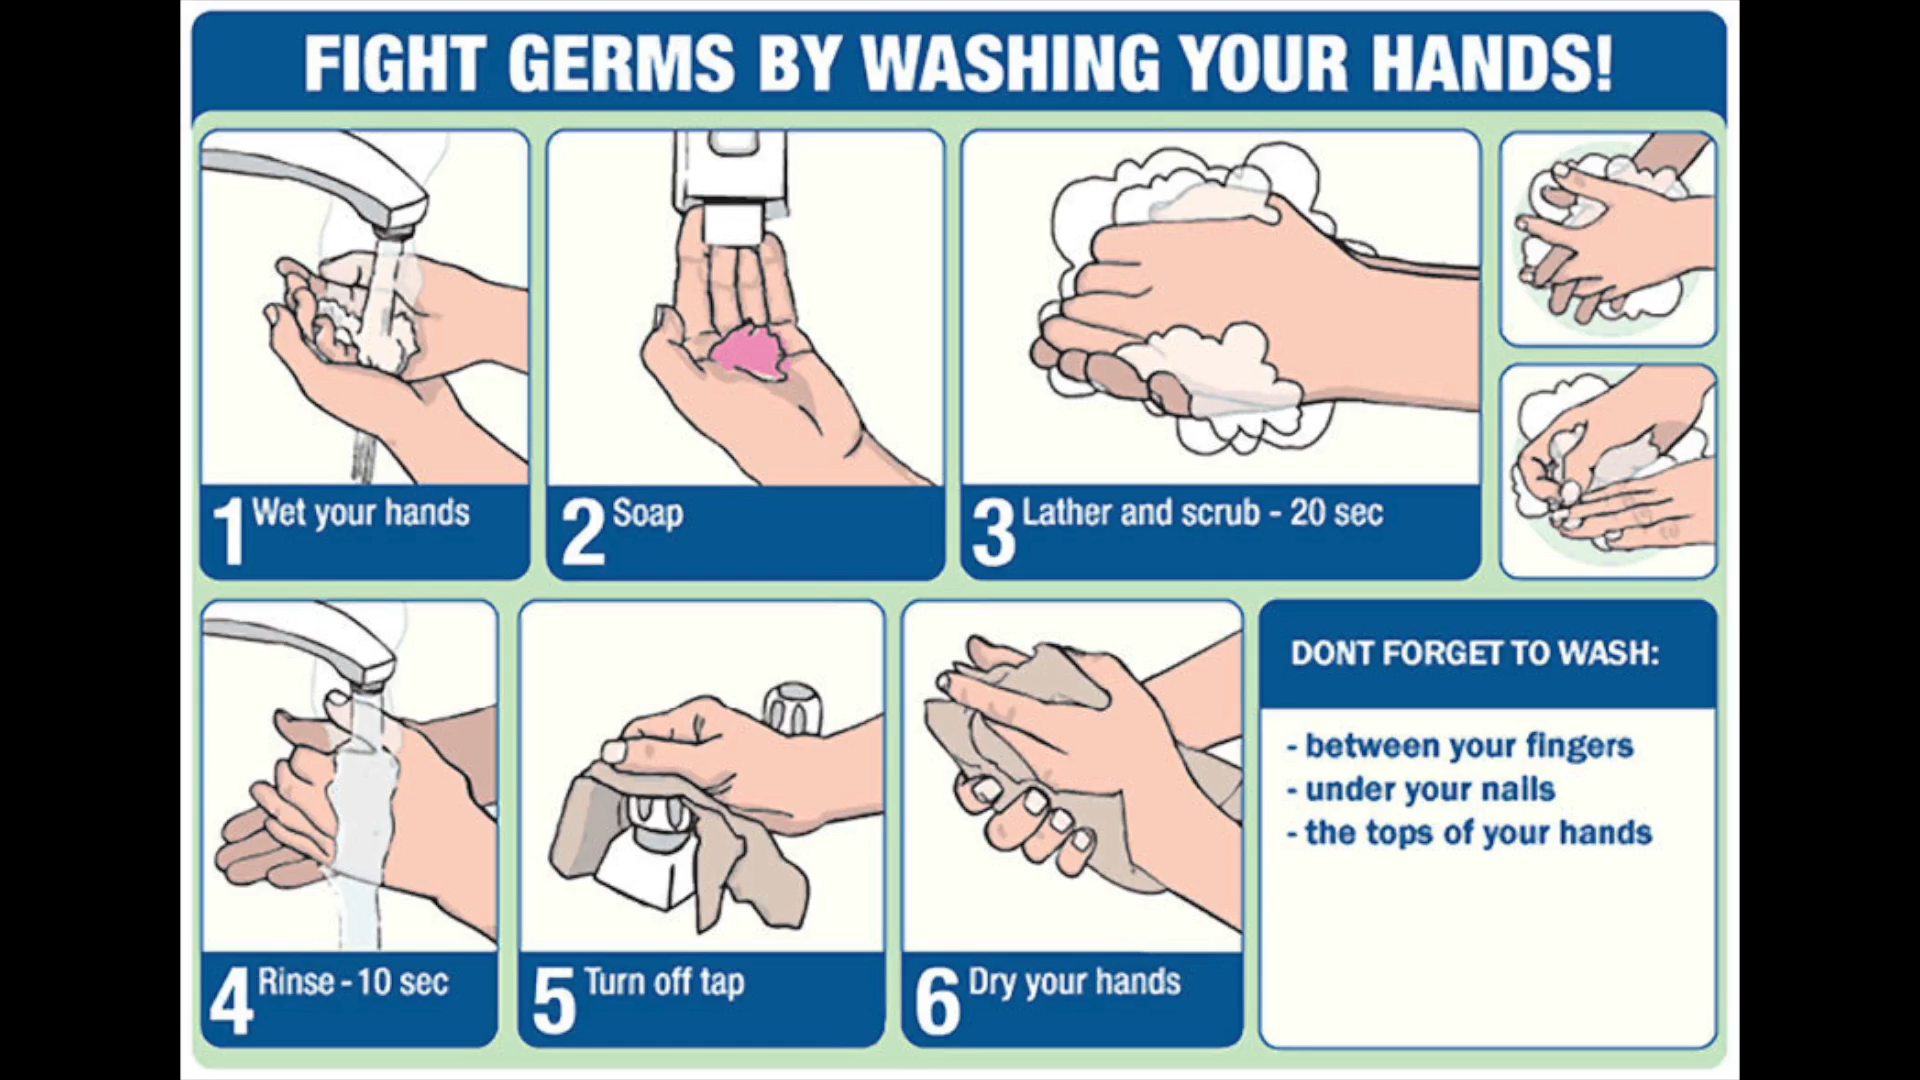 FIGHT GERMS BY WASHING YOUR HANDS!
1 Wet your hands
2 Soap
3 Lather and scrub - 20 sec
4 Rinse - 10 sec
5 Turn off tap
6 Dry your hands
DONT FORGET TO WASH:
- between your fingers
- under your nails
- the tops of your hands